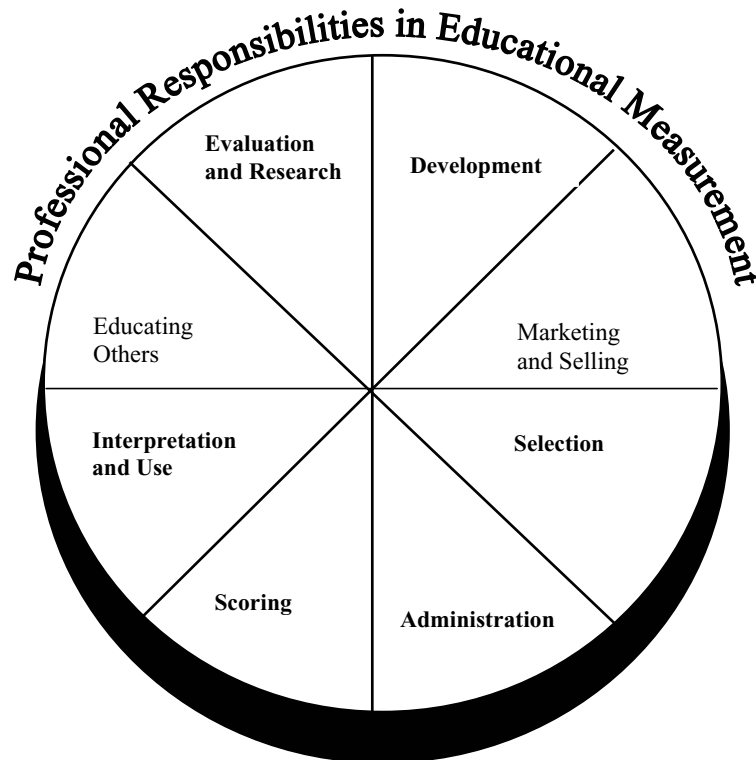 Professional Responsibilities in Educational Measurement
Evaluation
and Research
Development
Educating
Others
Marketing
and Selling
Interpretation
and Use
Selection
Scoring
Administration